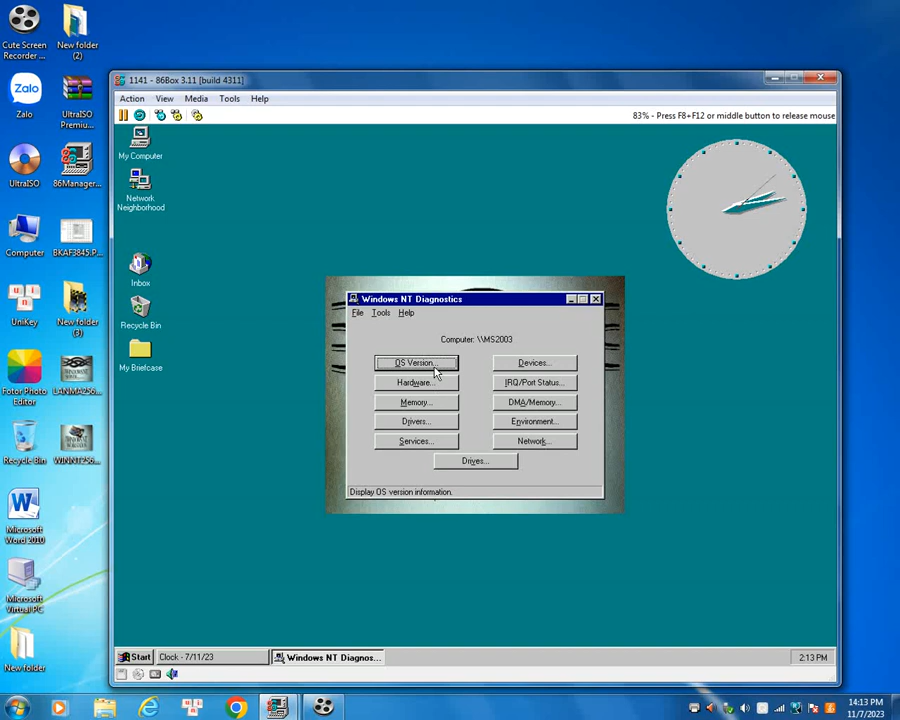 Cute Screen
Recorder ...
New folder
(2)
Zalo
Zalo
UltraISO
Premiu...
UltraISO
86Manager...
Computer
BKAF3845.P...
UniKey
New folder
(3)
Fotor Photo
Editor
LANMA256...
Recycle Bin
WINNT256...
Microsoft
Word 2010
Microsoft
Virtual PC
New folder
1141 - 86Box 3.11 [build 4311]
Action View Media Tools Help
83% - Press F8+F12 or middle button to release mouse
My Computer
Network
Neighborhood
Inbox
Recycle Bin
My Briefcase
Windows NT Diagnostics
File Tools Help
Computer: \\MS2003
OS Version... Devices...
Hardware... IRQ/Port Status...
Memory... DMA/Memory...
Drivers... Environment...
Services... Network...
Drives...
Display OS version information.
Start Clock - 7/11/23 Windows NT Diagnos... 2:13 PM
14:13 PM
11/7/2023